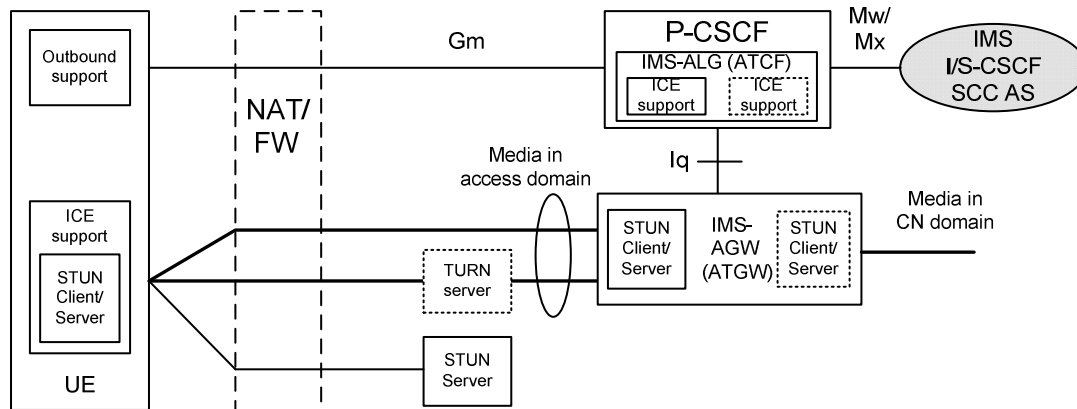 Outbound
support
NAT/
FW
Gm
P-CSCF
IMS-ALG (ATCF)
ICE
support
ICE
support
Mw/
Mx
IMS
I/S-CSCF
SCC AS
Iq
Media in
access domain
Media in
CN domain
ICE
support
STUN
Client/
Server
UE
TURN
server
STUN
Server
STUN
Client/
Server
IMS-
AGW
(ATGW)
STUN
Client/
Server